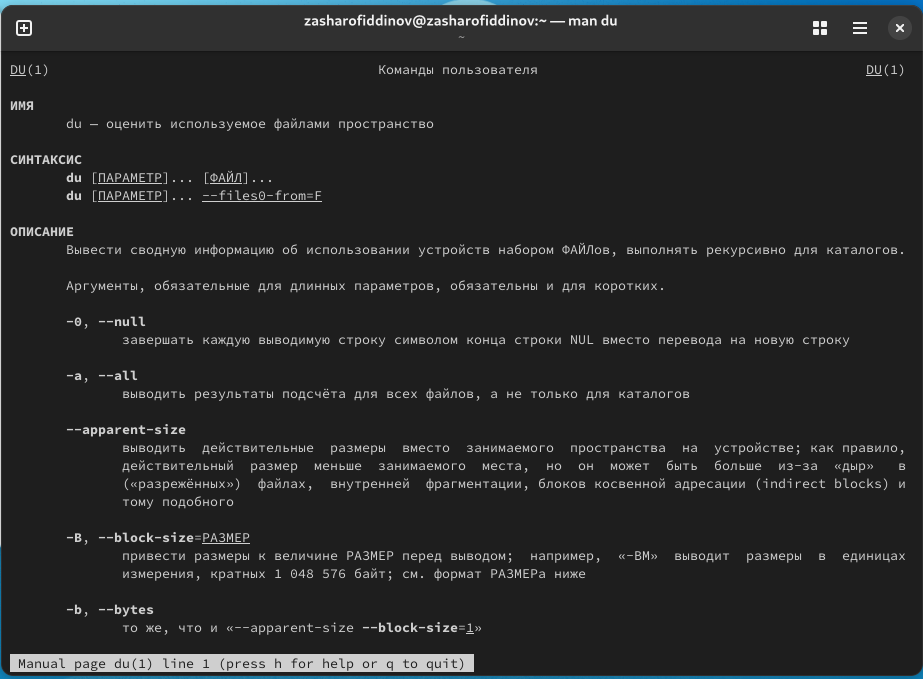 zasharofiddinov@zasharofiddinov:~ — man du
~
DU(1) Команды пользователя DU(1)
ИМЯ
du — оценить используемое файлами пространство
СИНТАКСИС
du [ПАРАМЕТР]... [ФАЙЛ]...
du [ПАРАМЕТР]... --files0-from=F
ОПИСАНИЕ
Вывести сводную информацию об использовании устройств набором ФАЙЛов, выполнять рекурсивно для каталогов.
Аргументы, обязательные для длинных параметров, обязательны и для коротких.
-0, --null
завершать каждую выводимую строку символом конца строки NUL вместо перевода на новую строку
-a, --all
выводить результаты подсчёта для всех файлов, а не только для каталогов
--apparent-size
выводить действительные размеры вместо занимаемого пространства на устройстве; как правило,
действительный размер меньше занимаемого места, но он может быть больше из-за «дыр» в
(«разрежённых») файлах, внутренней фрагментации, блоков косвенной адресации (indirect blocks) и
тому подобного
-B, --block-size=РАЗМЕР
привести размеры к величине РАЗМЕР перед выводом; например, «-BM» выводит размеры в единицах
измерения, кратных 1 048 576 байт; см. формат РАЗМЕРа ниже
-b, --bytes
то же, что и «--apparent-size --block-size=1»
Manual page du(1) line 1 (press h for help or q to quit)